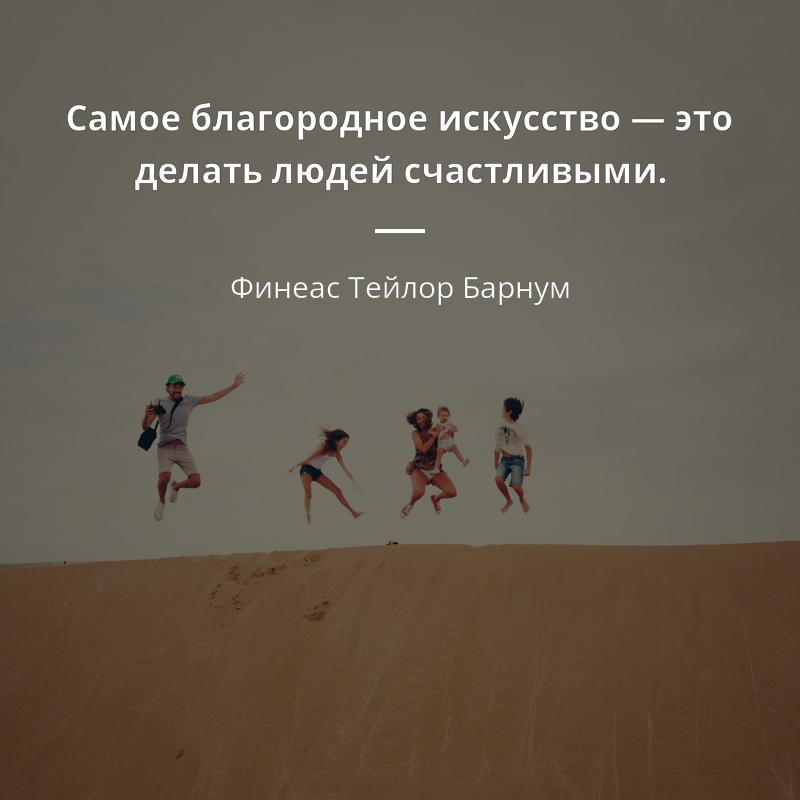 Самое благородное искусство — это
делать людей счастливыми.
Финеас Тейлор Барнум